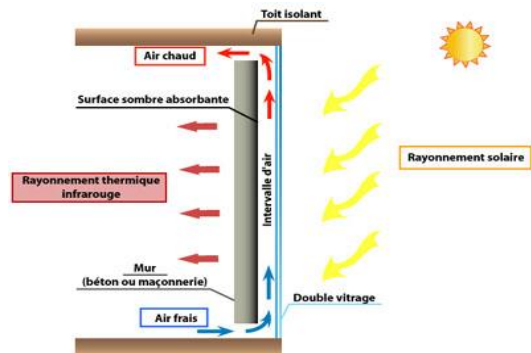 Toit isolant
Air chaud
Surface sombre absorbante
Rayonnement solaire
Intervalle d'air
Rayonnement thermique
infrarouge
Mur
(béton ou maçonnerie)
Double vitrage
Air frais